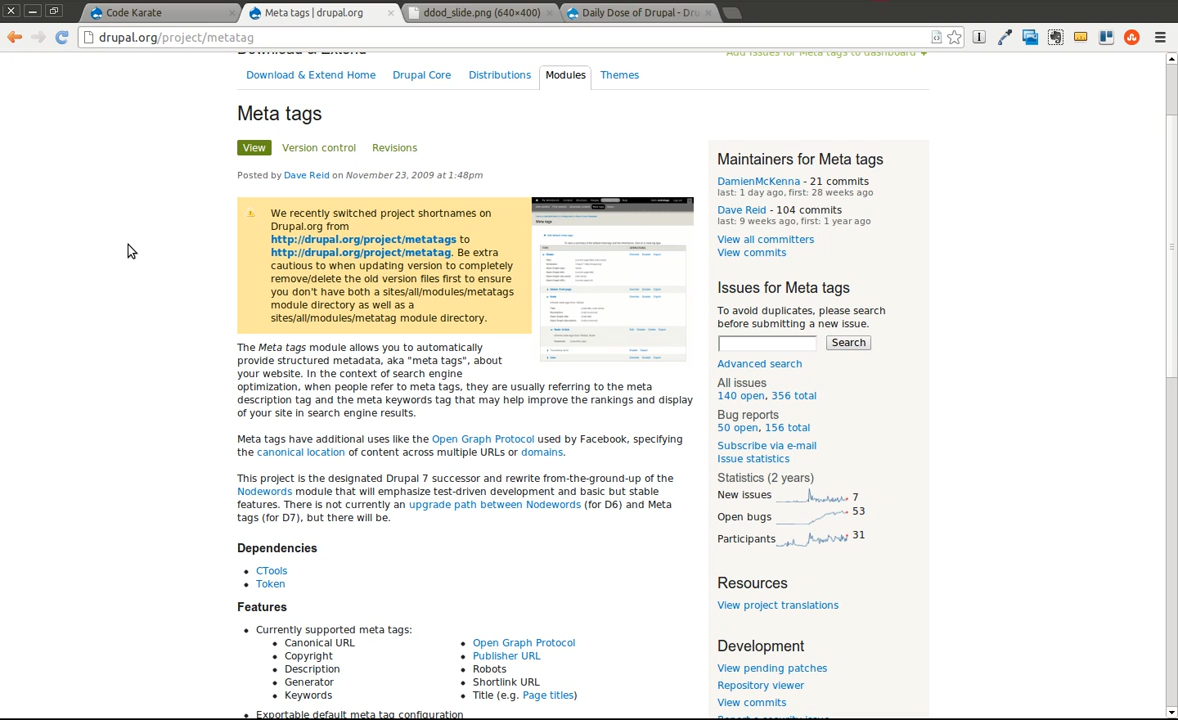 Code Karate
Meta tags | drupal.org
ddod_slide.png (640×400)
Daily Dose of Drupal - Dru
drupal.org/project/metatag
Download & Extend
Add issues for Meta tags to dashboard +
Download & Extend Home
Drupal Core
Distributions
Modules
Themes
Meta tags
View
Version control
Revisions
Posted by Dave Reid on November 23, 2009 at 1:48pm
We recently switched project shortnames on
Drupal.org from
http://drupal.org/project/metatags to
http://drupal.org/project/metatag. Be extra
cautious to when updating version to completely
remove/delete the old version files first to ensure
you don't have both a sites/all/modules/metatags
module directory as well as a
sites/all/modules/metatag module directory.
The Meta tags module allows you to automatically
provide structured metadata, aka "meta tags", about
your website. In the context of search engine
optimization, when people refer to meta tags, they are usually referring to the meta
description tag and the meta keywords tag that may help improve the rankings and display
of your site in search engine results.
Meta tags have additional uses like the Open Graph Protocol used by Facebook, specifying
the canonical location of content across multiple URLs or domains.
This project is the designated Drupal 7 successor and rewrite from-the-ground-up of the
Nodewords module that will emphasize test-driven development and basic but stable
features. There is not currently an upgrade path between Nodewords (for D6) and Meta
tags (for D7), but there will be.
Dependencies
CTools
Token
Features
Currently supported meta tags:
Canonical URL
Copyright
Description
Generator
Keywords
Open Graph Protocol
Publisher URL
Robots
Shortlink URL
Title (e.g. Page titles)
Exportable default meta tag configuration
Maintainers for Meta tags
DamienMcKenna - 21 commits
last: 1 day ago, first: 28 weeks ago
Dave Reid - 104 commits
last: 9 weeks ago, first: 1 year ago
View all committers
View commits
Issues for Meta tags
To avoid duplicates, please search
before submitting a new issue.
Search
Advanced search
All issues
140 open, 356 total
Bug reports
50 open, 156 total
Subscribe via e-mail
Issue statistics
Statistics (2 years)
New issues 7
Open bugs 53
Participants 31
Resources
View project translations
Development
View pending patches
Repository viewer
View commits
Report a security issue